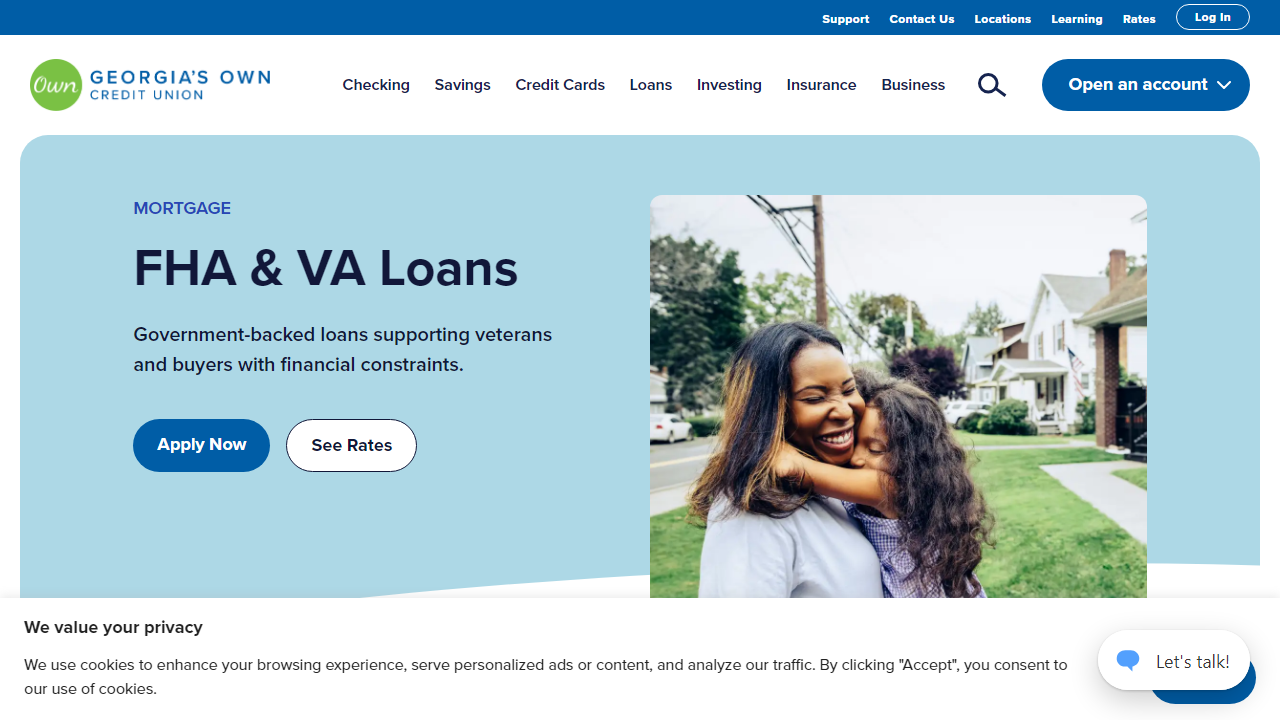 Support Contact Us Locations Learning Rates Log In
Own GEORGIA'S OWN
CREDIT UNION
Checking Savings Credit Cards Loans Investing Insurance Business Open an account
MORTGAGE
FHA & VA Loans
Government-backed loans supporting veterans
and buyers with financial constraints.
Apply Now See Rates
We value your privacy
We use cookies to enhance your browsing experience, serve personalized ads or content, and analyze our traffic. By clicking "Accept", you consent to
our use of cookies.
Let's talk!